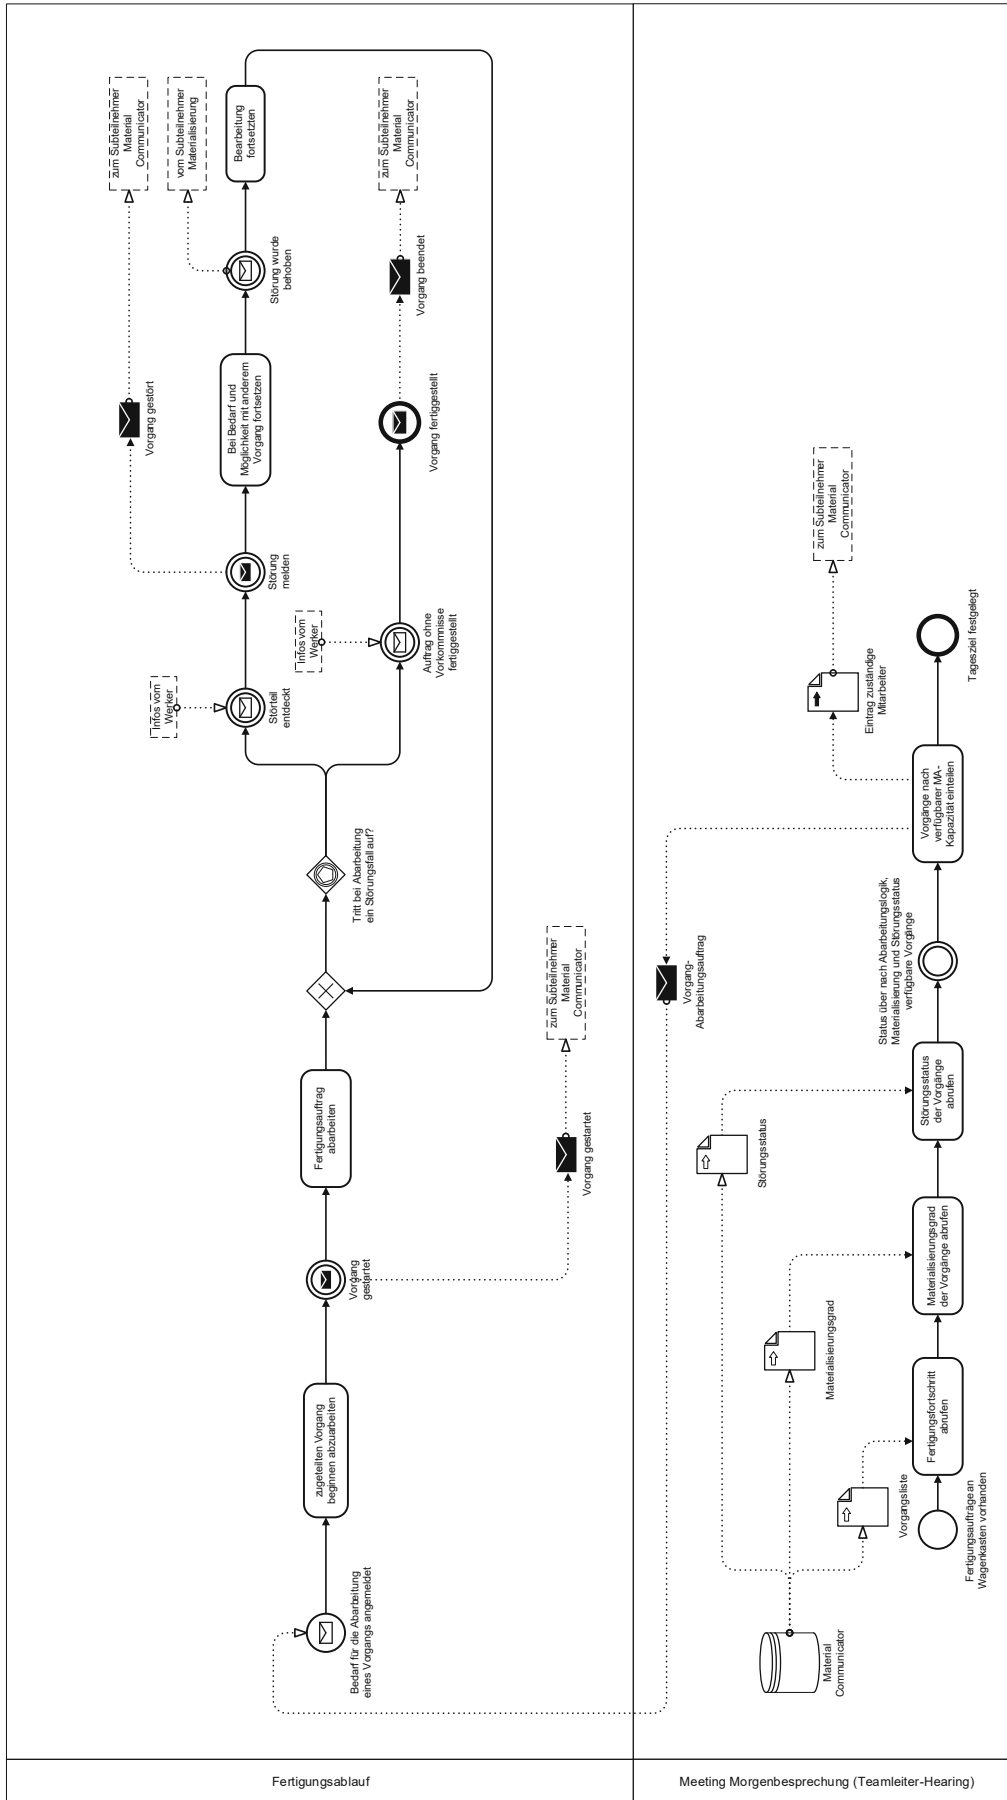 zum Subteilnehmer
Material
Communicator
vom Subteilnehmer
Materialisierung
Bearbeitung
fortsetzten
zum Subteilnehmer
Material
Communicator
Störung wurde
behoben
Vorgang beendet
Vorgang gestört
Bei Bedarf und
Möglichkeit mit anderem
Vorgang fortsetzen
Vorgang fertiggestellt
Störung
melden
Infos vom
Werker
Auftrag ohne
Vorkommnisse
fertiggestellt
Infos vom
Werker
Störteil
entdeckt
Tritt bei Abarbeitung
ein Störungsfall auf?
zum Subteilnehmer
Material
Communicator
Fertigungsauftrag
abarbeiten
Vorgang gestartet
Vorgang
gestartet
zugeteilten Vorgang
beginnen abzuarbeiten
Bedarf für die Abarbeitung
eines Vorgangs angemeldet
Fertigungsablauf
zum Subteilnehmer
Material
Communicator
Tagesziel festgelegt
Eintrag zuständige
Mitarbeiter
Vorgänge nach
verfügbarer MA-
Kapazität einteilen
Vorgang-
Abarbeitungsauftrag
Status über nach Abarbeitungslogik,
Materialisierung und Störungsstatus
verfügbare Vorgänge
Störungsstatus
der Vorgänge
abrufen
Störungsstatus
Materialisierungsgrad
der Vorgänge abrufen
Materialisierungsgrad
Fertigungsfortschritt
abrufen
Vorgangsliste
Fertigungsaufträge an
Wagenkasten vorhanden
Material
Communicator
Meeting Morgenbesprechung (Teamleiter-Hearing)